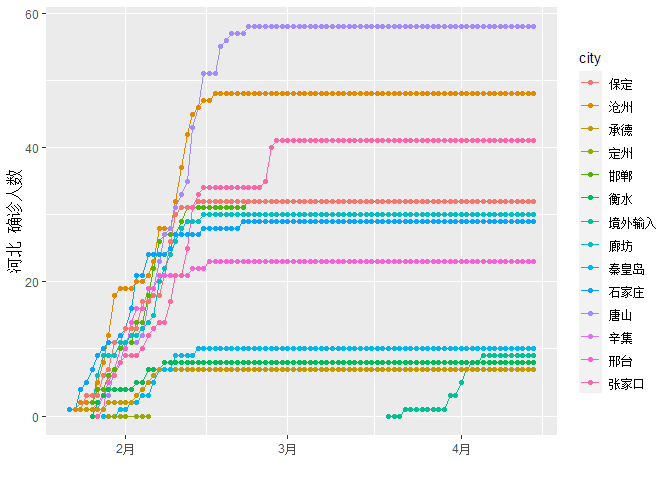 60
40
20
0
河北 确诊人数
2月
3月
4月
city
保定
沧州
承德
定州
邯郸
衡水
境外输入
廊坊
秦皇岛
石家庄
唐山
辛集
邢台
张家口